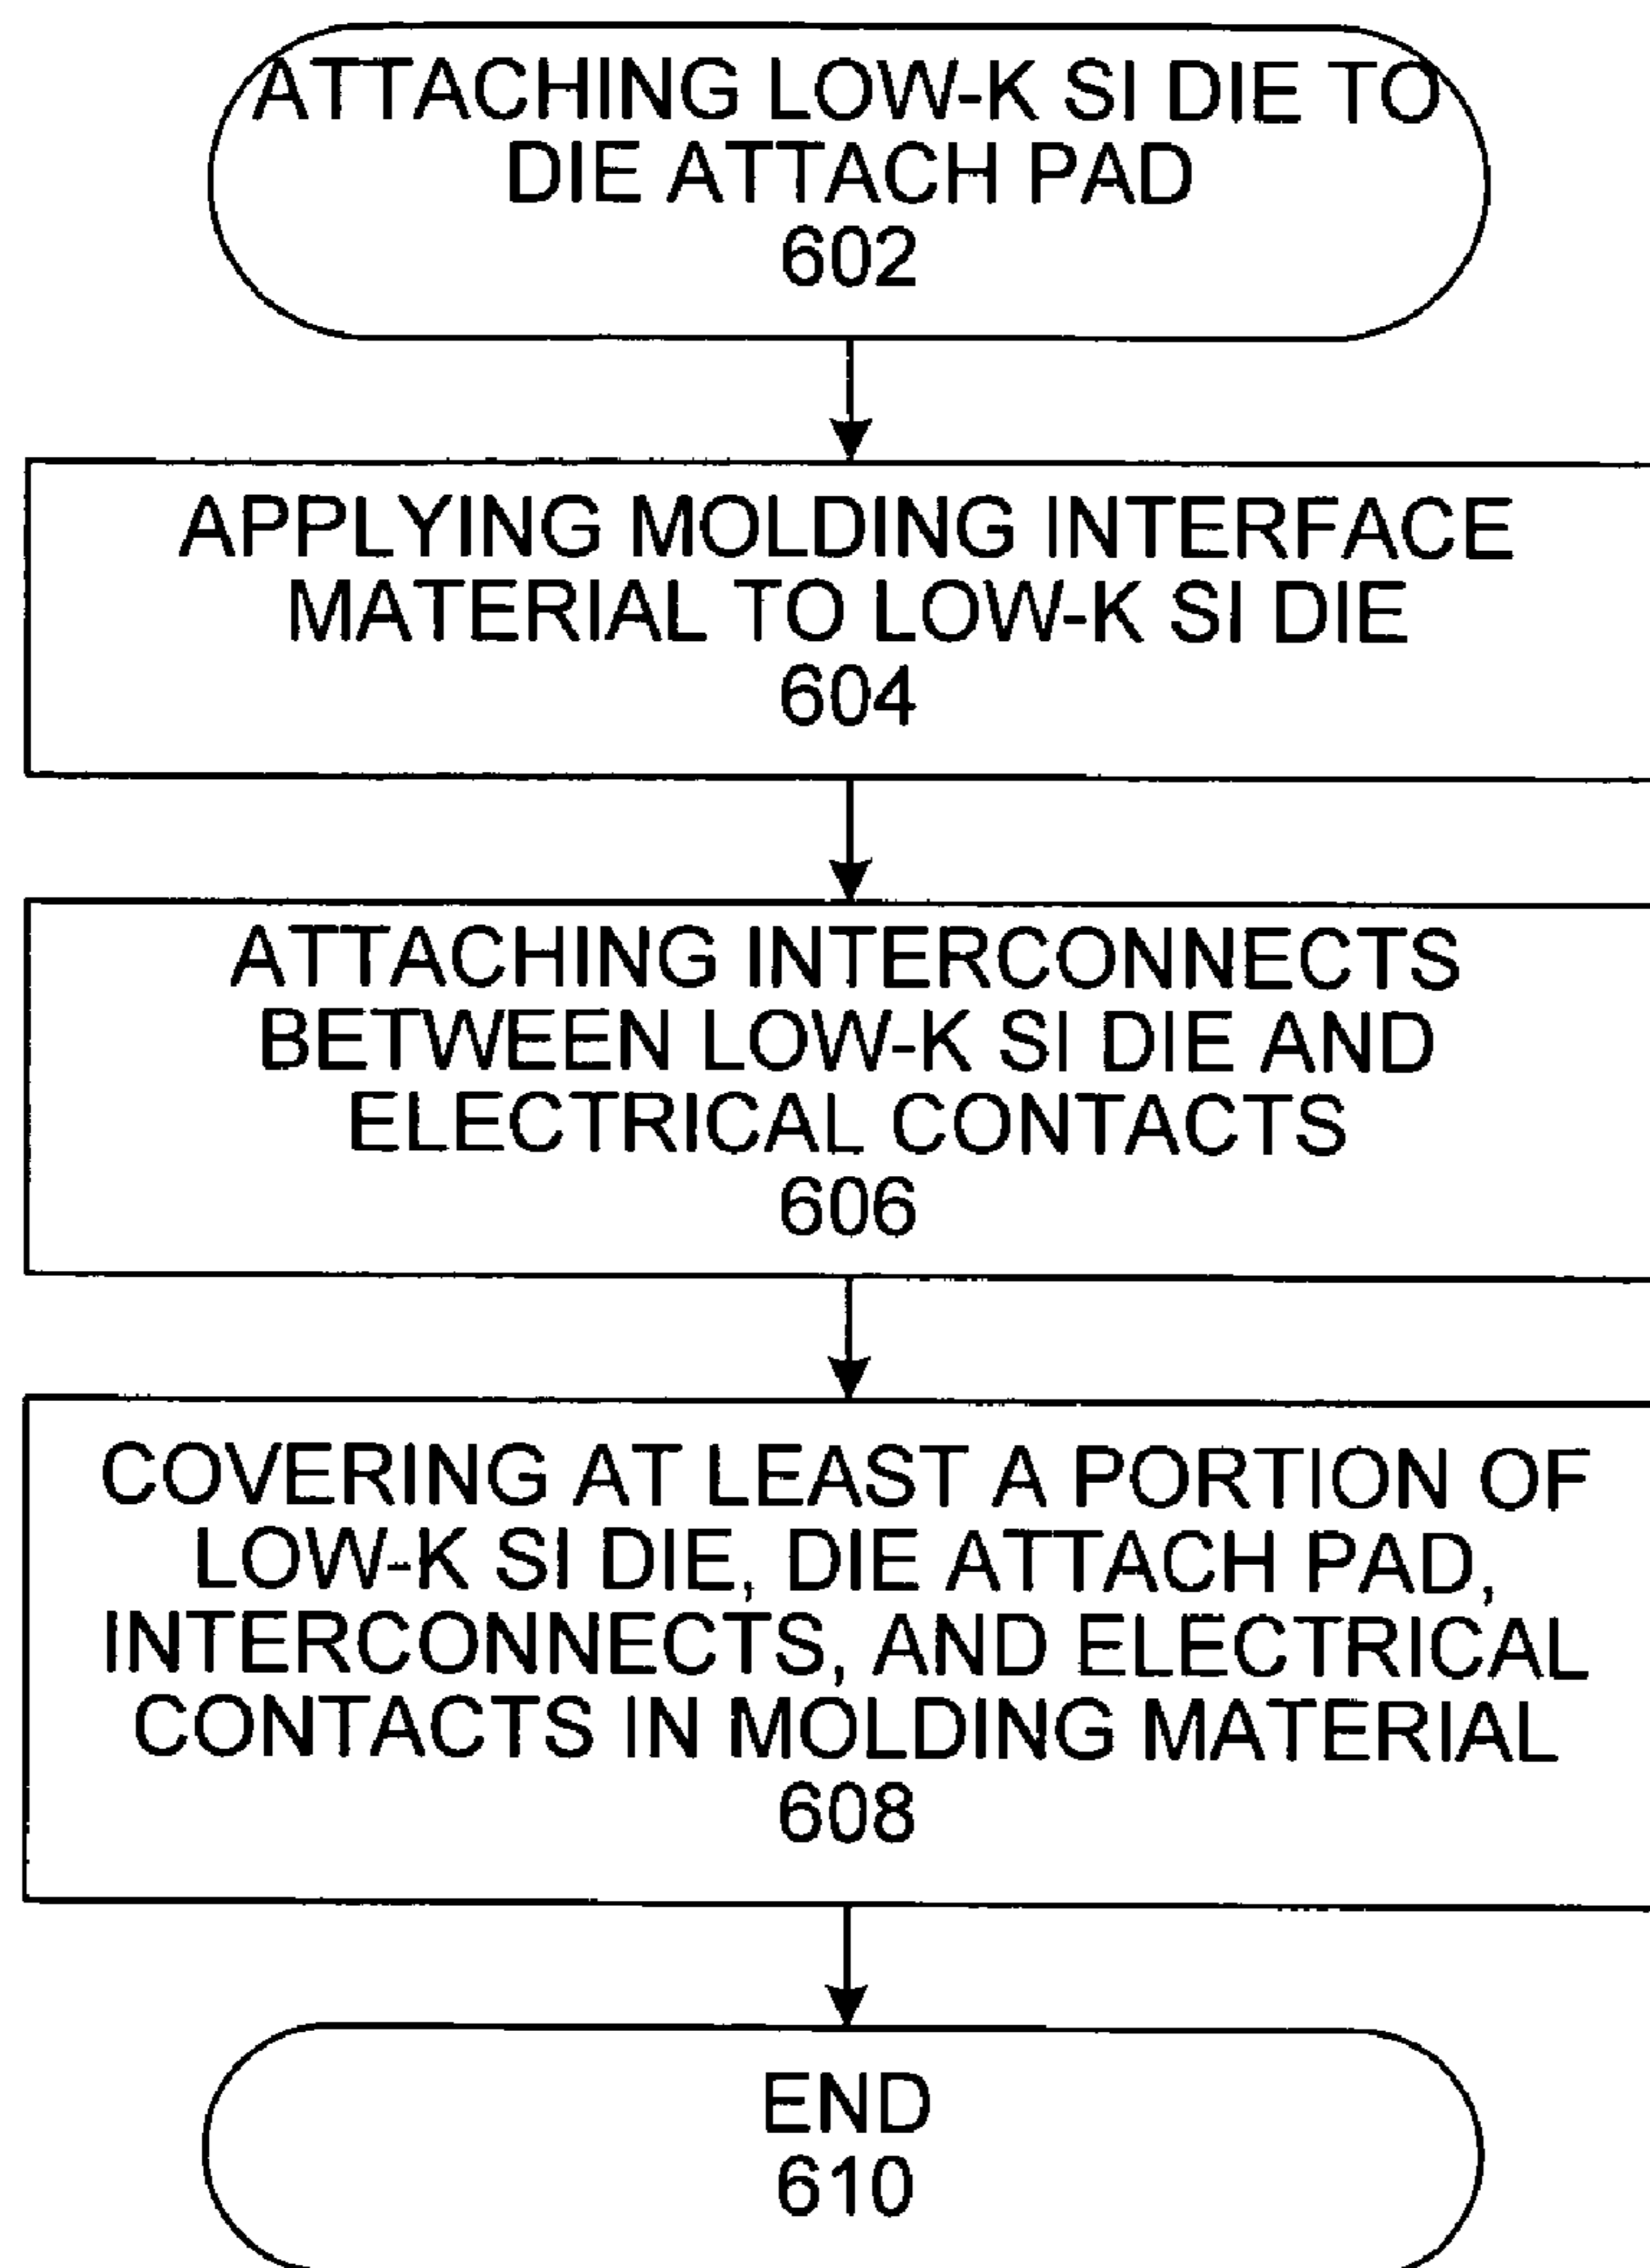 ATTACHING LOW-K SI DIE TO
DIE ATTACH PAD
602
APPLYING MOLDING INTERFACE
MATERIAL TO LOW-K SI DIE
604
ATTACHING INTERCONNECTS
BETWEEN LOW-K SI DIE AND
ELECTRICAL CONTACTS
606
COVERING AT LEAST A PORTION OF
LOW-K SI DIE, DIE ATTACH PAD,
INTERCONNECTS, AND ELECTRICAL
CONTACTS IN MOLDING MATERIAL
608
END
610